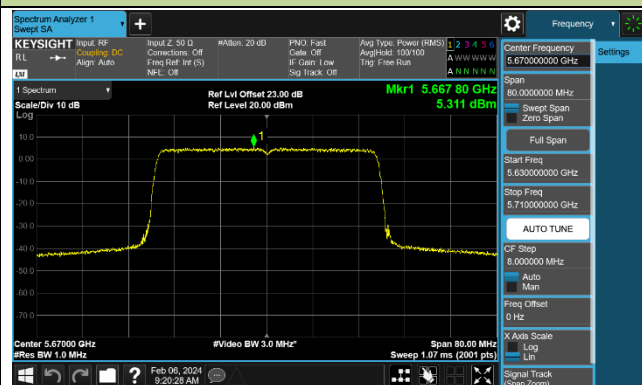 Spectrum Analyzer 1
Swept SA
+
Frequency
KEYSIGHT
RL
LXI
Input: RF
Coupling: DC
Align: Auto
Input Z: 50 Ω
Corrections: Off
Freq Ref: Int (S)
NFE: Off
#Atten: 20 dB
PNO: Fast
Gate: Off
IF Gain: Low
Sig Track: Off
Avg Type: Power (RMS)
Avg|Hold: 100/100
Trig: Free Run
1 2 3 4 5 6
A W W W W W
A N N N N N
Center Frequency
5.670000000 GHz
Settings
Span
80.0000000 MHz
Swept Span
Zero Span
Full Span
Start Freq
5.630000000 GHz
Stop Freq
5.710000000 GHz
AUTO TUNE
CF Step
8.000000 MHz
Auto
Man
Freq Offset
0 Hz
X Axis Scale
Log
Lin
Signal Track
(Span Zoom)
1 Spectrum
Scale/Div 10 dB
Log
Ref Lvl Offset 23.00 dB
Ref Level 20.00 dBm
Mkr1 5.667 80 GHz
5.311 dBm
1
10.0
0.00
-10.0
-20.0
-30.0
-40.0
-50.0
-60.0
-70.0
Center 5.67000 GHz
#Res BW 1.0 MHz
#Video BW 3.0 MHz*
Span 80.00 MHz
Sweep 1.07 ms (2001 pts)
?
Feb 06, 2024
9:20:28 AM